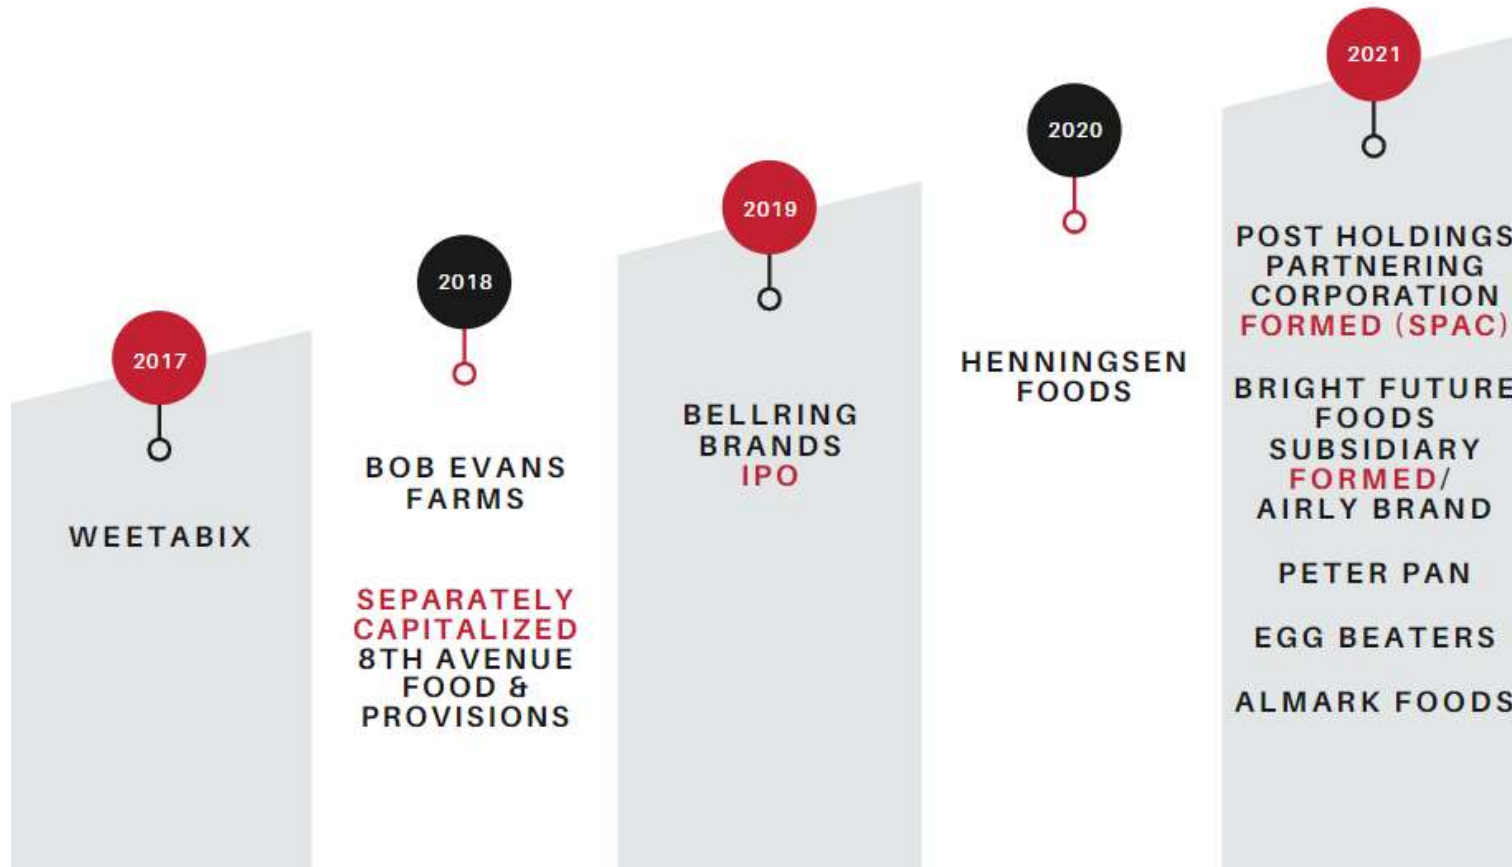 2017
WEETABIX
2018
BOB EVANS
FARMS
SEPARATELY
CAPITALIZED
8TH AVENUE
FOOD &
PROVISIONS
2019
BELLRING
BRANDS
IPO
2020
HENNINGSEN
FOODS
2021
POST HOLDINGS
PARTNERING
CORPORATION
FORMED (SPAC)
BRIGHT FUTURE
FOODS
SUBSIDIARY
FORMED/
AIRLY BRAND
PETER PAN
EGG BEATERS
ALMARK FOODS